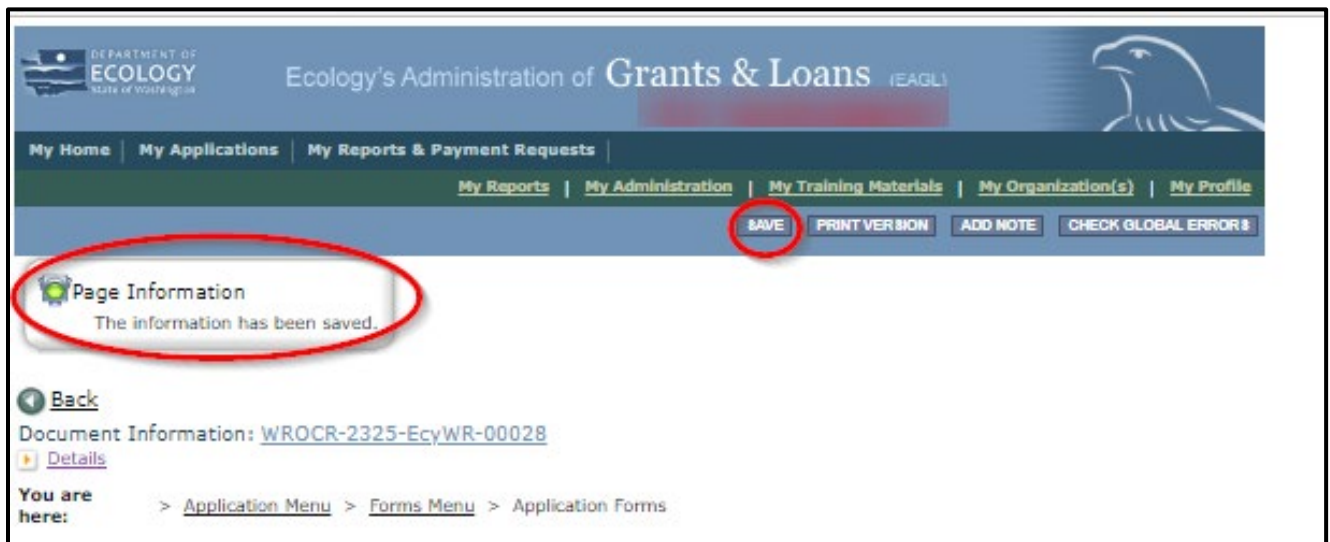 DEPARTMENT OF
ECOLOGY
State of Washington
Ecology's Administration of Grants & Loans (EAGL)
My Home | My Applications | My Reports & Payment Requests |
My Reports | My Administration | My Training Materials | My Organization(s) | My Profile
SAVE PRINT VERSION ADD NOTE CHECK GLOBAL ERRORS
Page Information
The information has been saved.
Back
Document Information: WROCR-2325-EcyWR-00028
Details
You are here: > Application Menu > Forms Menu > Application Forms